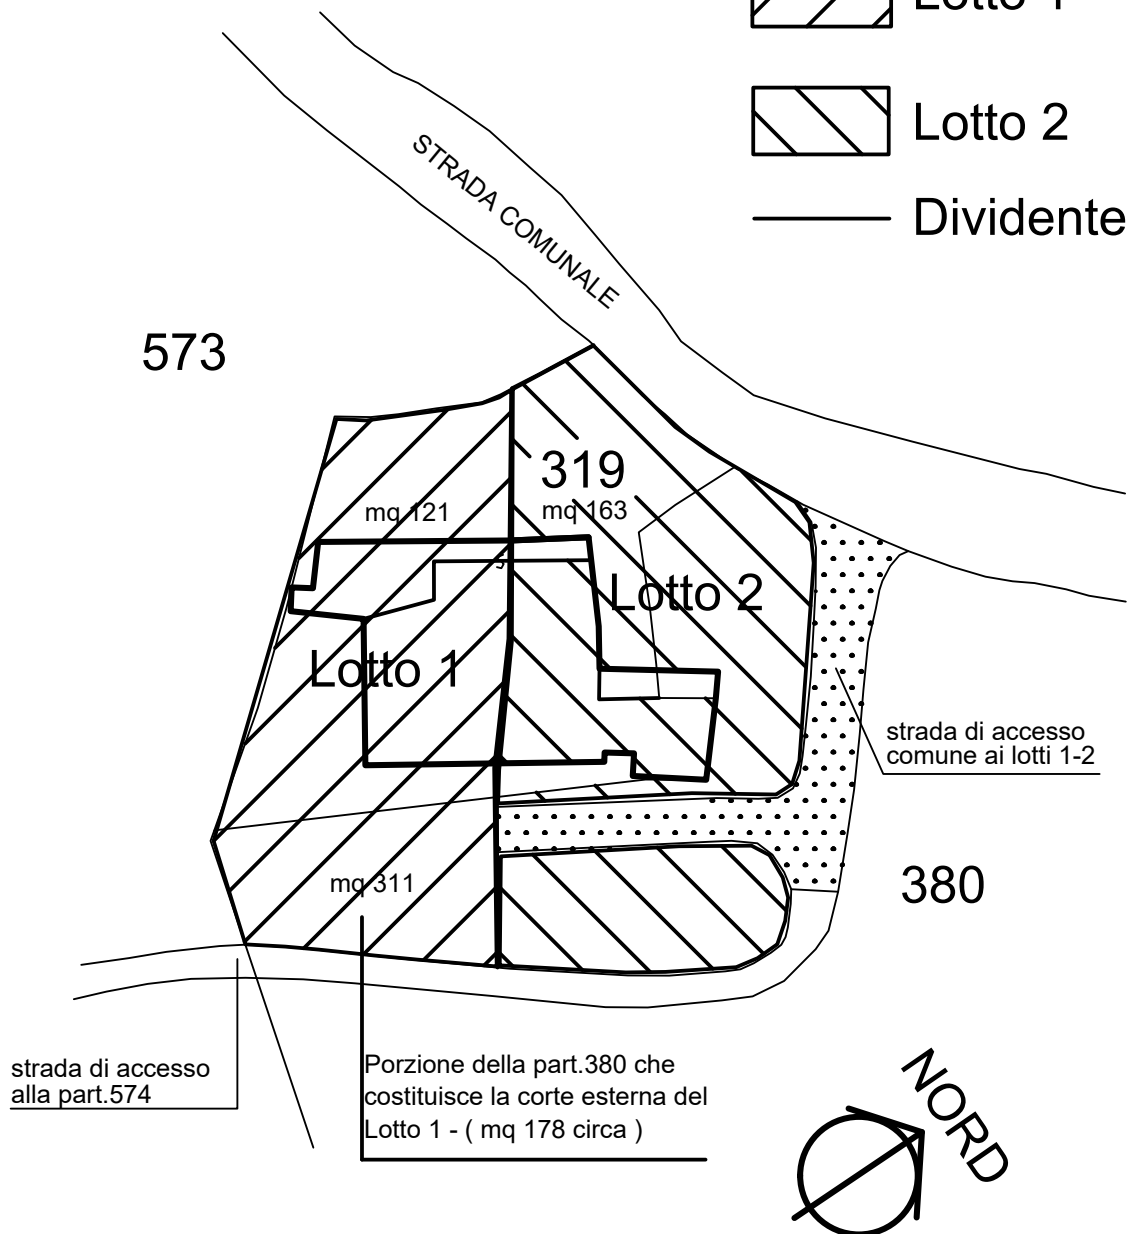 Lotto 1
Lotto 2
Dividente
STRADA COMUNALE
573
319
mq 121
mq 163
Lotto 2
Lotto 1
strada di accesso
comune ai lotti 1-2
mq 311
380
strada di accesso
alla part.574
Porzione della part.380 che
costituisce la corte esterna del
Lotto 1 - ( mq 178 circa )
NORD